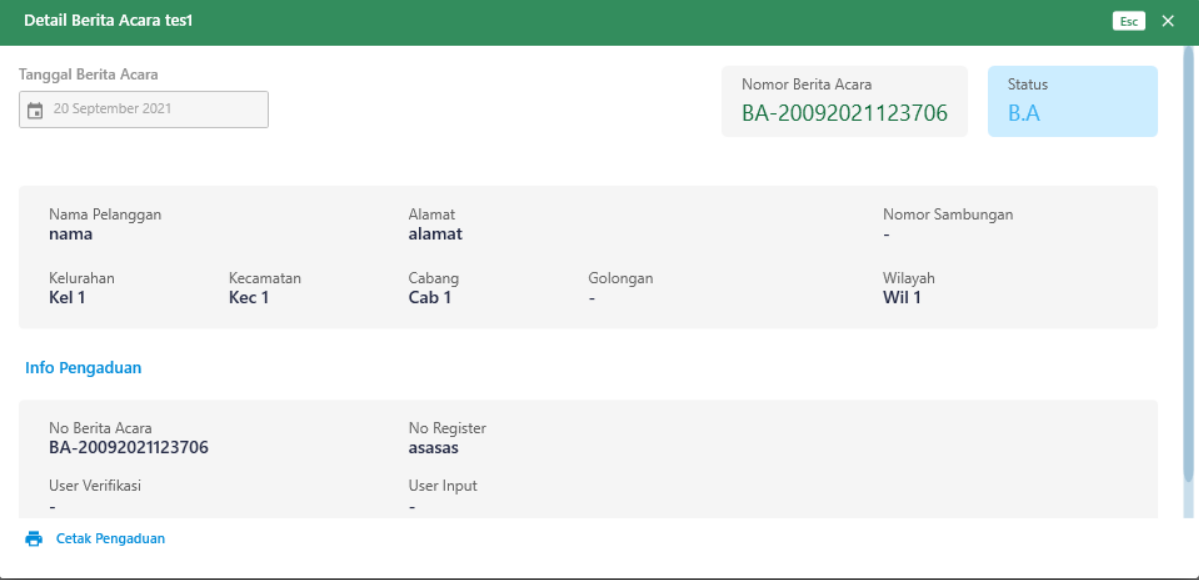 Detail Berita Acara tes1
Esc
Tanggal Berita Acara
20 September 2021
Nomor Berita Acara
BA-20092021123706
Status
B.A
Nama Pelanggan
nama
Alamat
alamat
Nomor Sambungan
-
Kelurahan
Kel 1
Kecamatan
Kec 1
Cabang
Cab 1
Golongan
-
Wilayah
Wil 1
Info Pengaduan
No Berita Acara
BA-20092021123706
No Register
asasas
User Verifikasi
-
User Input
-
Cetak Pengaduan